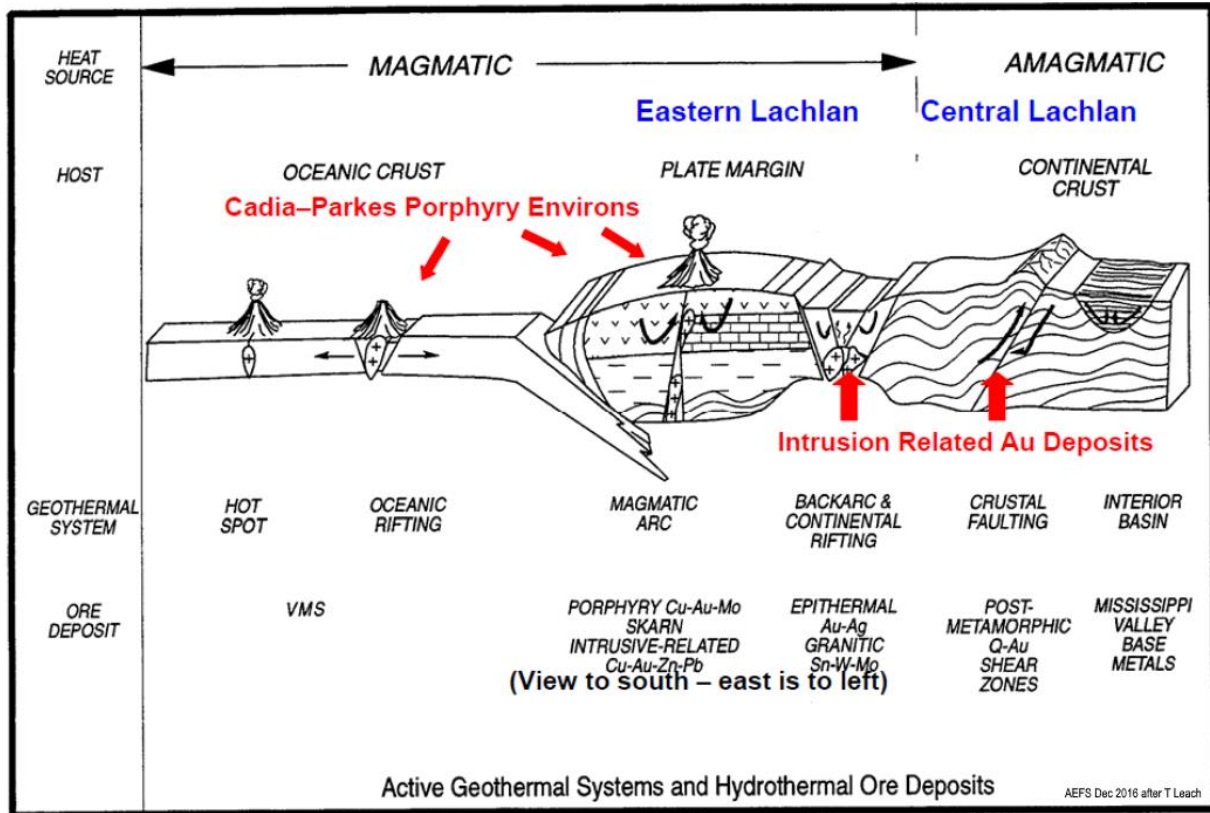 HEAT
SOURCE
MAGMATIC
AMAGMATIC
Eastern Lachlan
Central Lachlan
HOST
OCEANIC CRUST
PLATE MARGIN
CONTINENTAL
CRUST
Cadia–Parkes Porphyry Environs
Intrusion Related Au Deposits
GEOTHERMAL
SYSTEM
HOT
SPOT
OCEANIC
RIFTING
MAGMATIC
ARC
BACKARC &
CONTINENTAL
RIFTING
CRUSTAL
FAULTING
INTERIOR
BASIN
ORE
DEPOSIT
VMS
PORPHYRY Cu-Au-Mo
SKARN
INTRUSIVE-RELATED
Cu-Au-Zn-Pb
EPITHERMAL
Au-Ag
GRANITIC
Sn-W-Mo
POST-
METAMORPHIC
Q-Au
SHEAR
ZONES
MISSISSIPPI
VALLEY
BASE
METALS
(View to south – east is to left)
Active Geothermal Systems and Hydrothermal Ore Deposits
AEFS Dec 2016 after T Leach